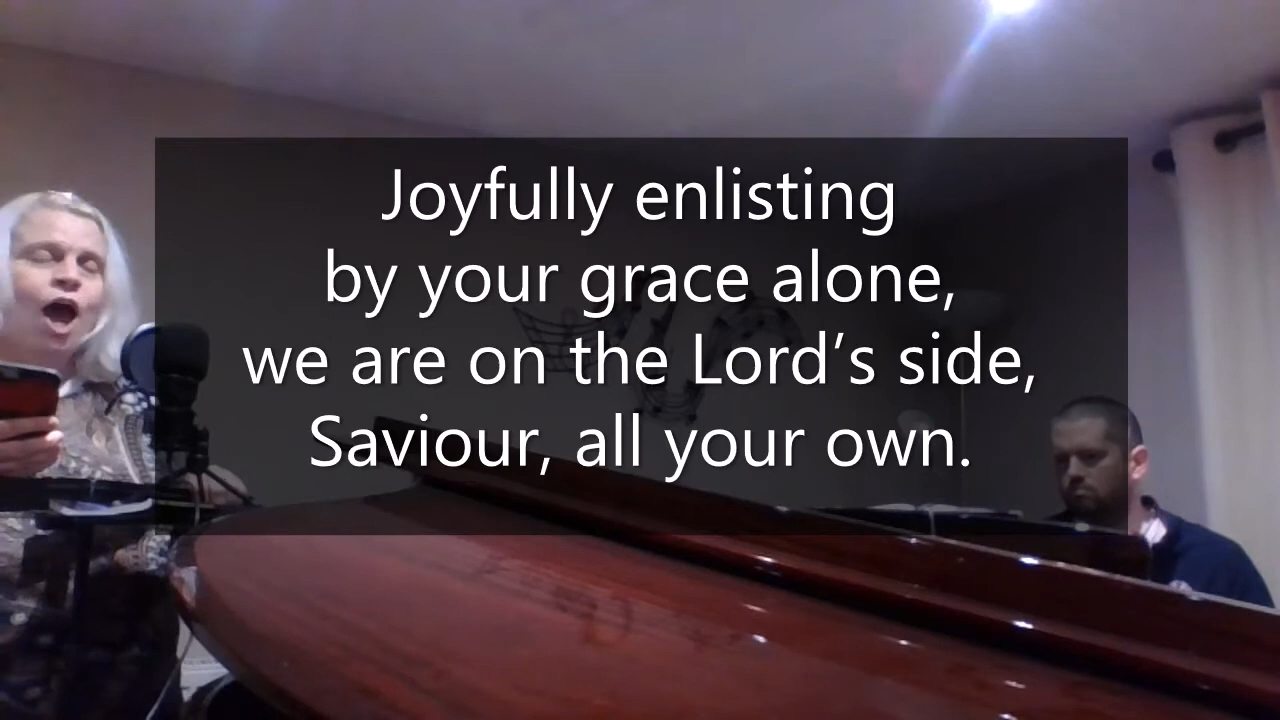 Joyfully enlisting
by your grace alone,
we are on the Lord’s side,
Saviour, all your own.